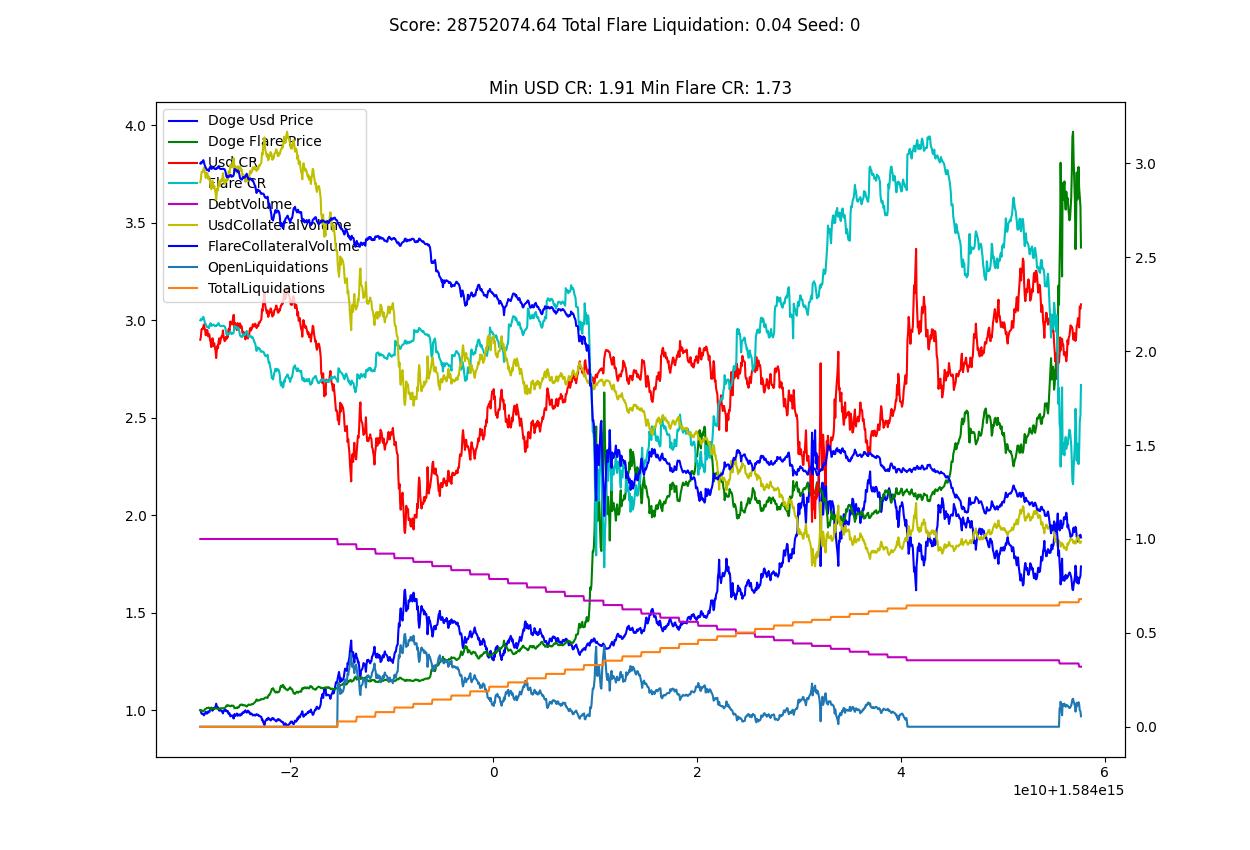 Score: 28752074.64 Total Flare Liquidation: 0.04 Seed: 0
Min USD CR: 1.91 Min Flare CR: 1.73
Doge Usd Price
Doge Flare Price
Usd CR
Flare CR
DebtVolume
UsdCollateralVolume
FlareCollateralVolume
OpenLiquidations
TotalLiquidations
4.0
3.5
3.0
2.5
2.0
1.5
1.0
3.0
2.5
2.0
1.5
1.0
0.5
0.0
−2 0 2 4 6
1e10+1.584e15